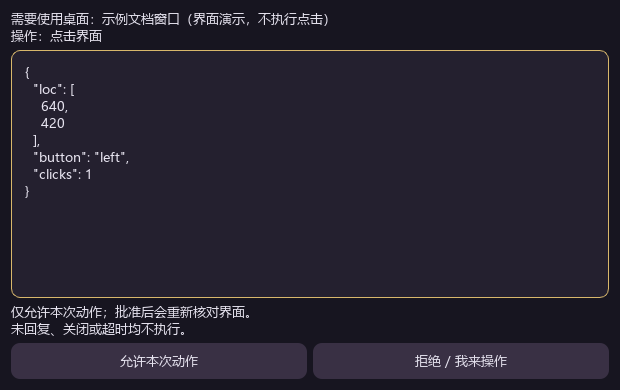 需要使用桌面：示例文档窗口（界面演示，不执行点击）
操作：点击界面
{
  "loc": [
    640,
    420
  ],
  "button": "left",
  "clicks": 1
}
仅允许本次动作；批准后会重新核对界面。
未回复、关闭或超时均不执行。
允许本次动作
拒绝 / 我来操作